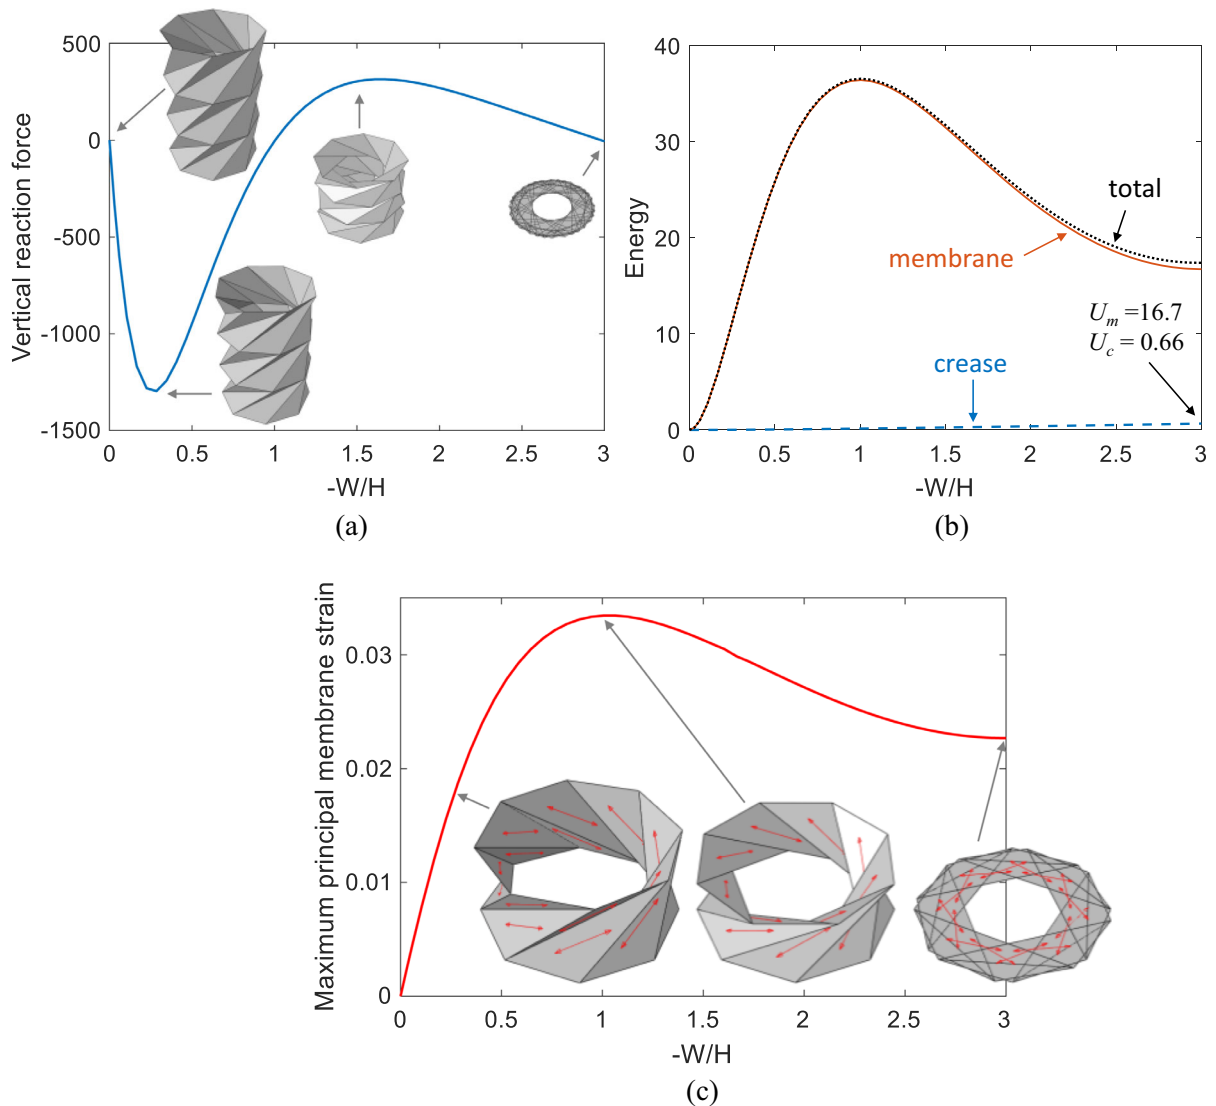 500
0
-500
-1000
-1500
Vertical reaction force
0
0.5
1
1.5
2
2.5
3
-W/H
(a)
40
30
20
10
0
Energy
total
membrane
U_m =16.7
U_c = 0.66
crease
0
0.5
1
1.5
2
2.5
3
-W/H
(b)
Maximum principal membrane strain
0.03
0.02
0.01
0
0
0.5
1
1.5
2
2.5
3
-W/H
(c)